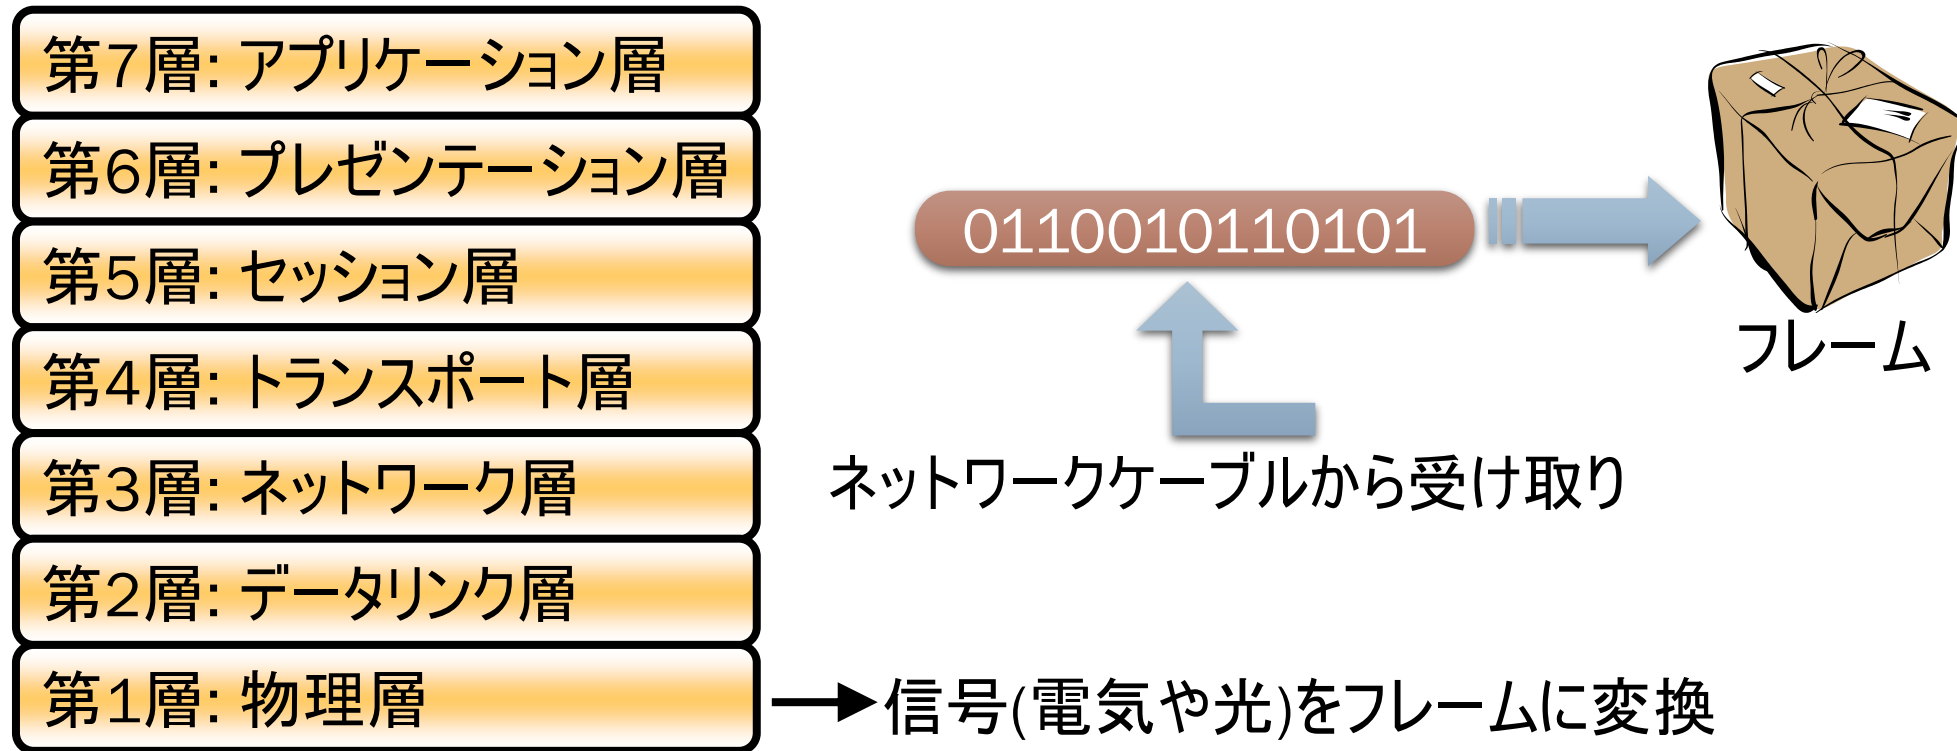 第7層: アプリケーション層
第6層: プレゼンテーション層
第5層: セッション層
第4層: トランスポート層
第3層: ネットワーク層
第2層: データリンク層
第1層: 物理層
0110010110101
フレーム
ネットワークケーブルから受け取り
信号(電気や光)をフレームに変換